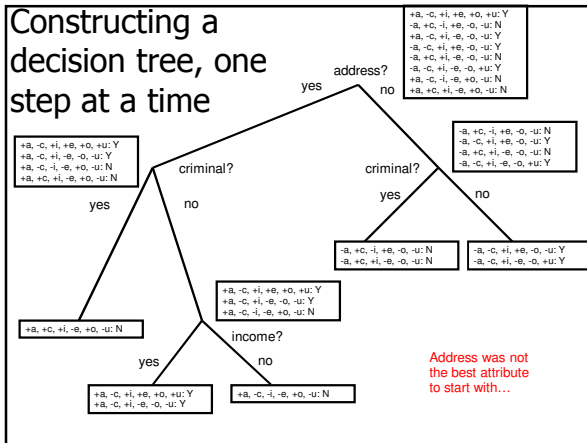 Constructing a
decision tree, one
step at a time
+a, -c, +i, +e, +o, +u: Y
-a, +c, -i, +e, -o, -u: N
+a, -c, +i, -e, -o, -u: Y
-a, -c, +i, +e, -o, -u: Y
-a, +c, +i, -e, -o, -u: N
-a, -c, +i, -e, -o, +u: Y
+a, -c, -i, -e, +o, -u: N
+a, +c, +i, -e, +o, -u: N
address?
yes
no
+a, -c, +i, +e, +o, +u: Y
+a, -c, +i, -e, -o, -u: Y
+a, -c, -i, -e, +o, -u: N
+a, +c, +i, -e, +o, -u: N
criminal?
yes
no
-a, +c, -i, +e, -o, -u: N
-a, -c, +i, +e, -o, -u: Y
-a, +c, +i, -e, -o, -u: N
-a, -c, +i, -e, -o, +u: Y
criminal?
yes
no
-a, +c, -i, +e, -o, -u: N
-a, +c, +i, -e, -o, -u: N
-a, -c, +i, +e, -o, -u: Y
-a, -c, +i, -e, -o, +u: Y
+a, +c, +i, -e, +o, -u: N
+a, -c, +i, +e, +o, +u: Y
+a, -c, +i, -e, -o, -u: Y
+a, -c, -i, -e, +o, -u: N
income?
yes
no
+a, -c, +i, +e, +o, +u: Y
+a, -c, +i, -e, -o, -u: Y
+a, -c, -i, -e, +o, -u: N
Address was not
the best attribute
to start with…